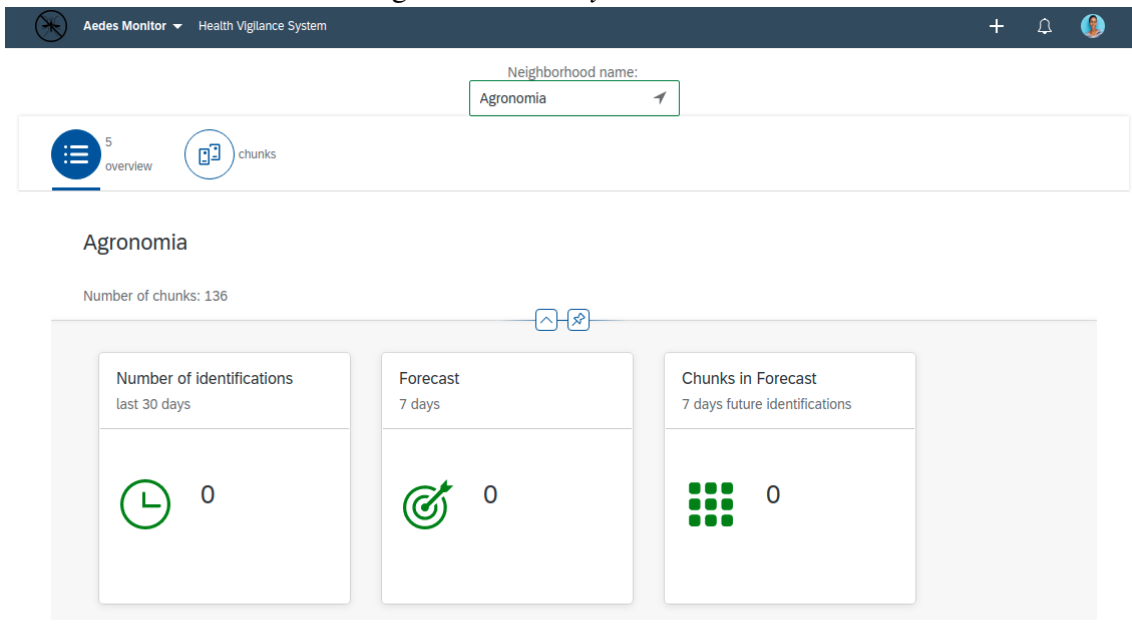 Aedes Monitor Health Vigilance System
Neighborhood name:
Agronomia
5
overview
chunks
Agronomia
Number of chunks: 136
Number of identifications
last 30 days
0
Forecast
7 days
0
Chunks in Forecast
7 days future identifications
0